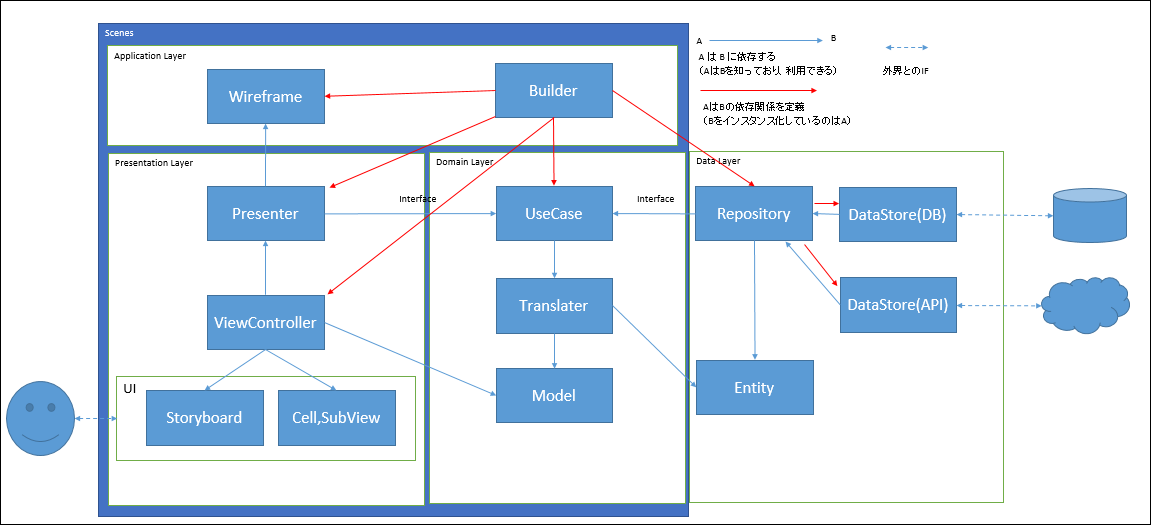 Scenes
Application Layer
Wireframe
Builder
A
B
A は B に依存する
（AはBを知っており、利用できる）
外界とのIF
AはBの依存関係を定義
（BをインスタンスRしているのはA）
Presentation Layer
Domain Layer
Data Layer
Presenter
Interface
UseCase
Interface
Repository
DataStore(DB)
ViewController
Translater
DataStore(API)
UI
Storyboard
Cell,SubView
Model
Entity